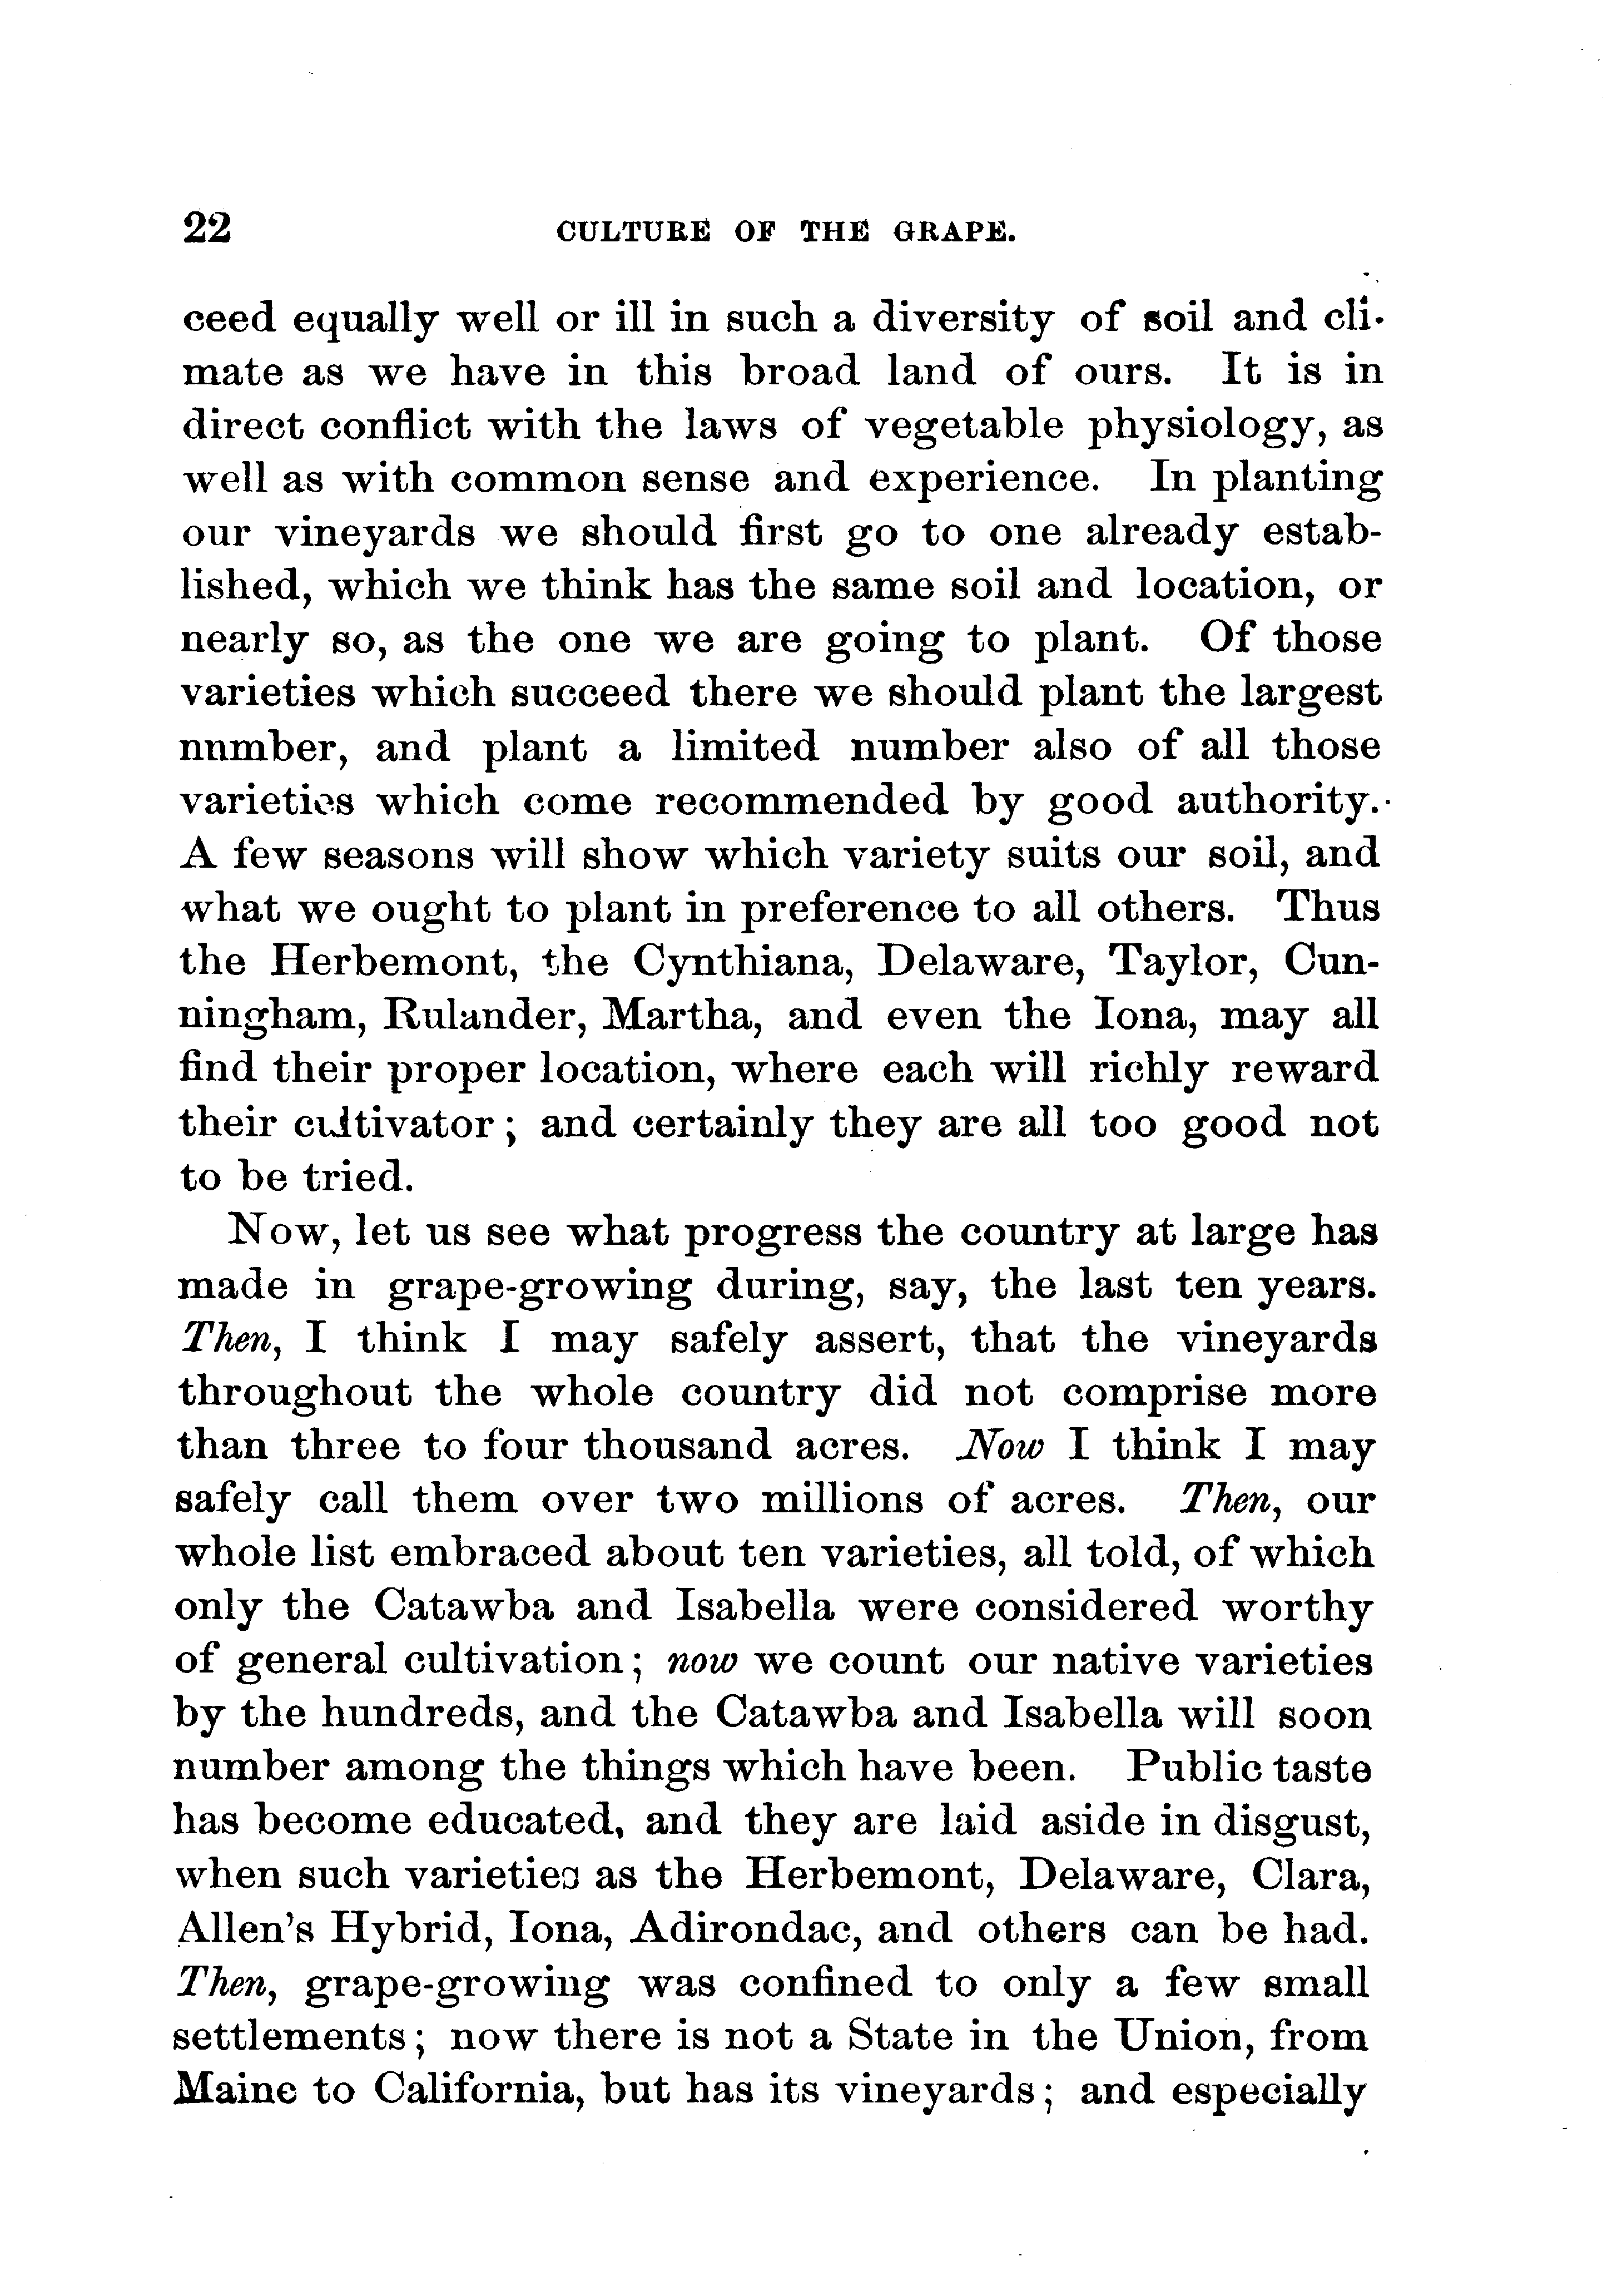 22 CULTURE OF THE GRAPE.
ceed equally well or ill in such a diversity of soil and cli-
mate as we have in this broad land of ours. It is in
direct conflict with the laws of vegetable physiology, as
well as with common sense and experience. In planting
our vineyards we should first go to one already estab-
lished, which we think has the same soil and location, or
nearly so, as the one we are going to plant. Of those
varieties which succeed there we should plant the largest
nnmber, and plant a limited number also of all those
varieties which come recommended by good authority.
A few seasons will show which variety suits our soil, and
what we ought to plant in preference to all others. Thus
the Herbemont, the Cynthiana, Delaware, Taylor, Cun-
ningham, Rulander, Martha, and even the Iona, may all
find their proper location, where each will richly reward
their cultivator; and certainly they are all too good not
to be tried.
Now, let us see what progress the country at large has
made in grape-growing during, say, the last ten years.
Then, I think I may safely assert, that the vineyards
throughout the whole country did not comprise more
than three to four thousand acres. Now I think I may
safely call them over two millions of acres. Then, our
whole list embraced about ten varieties, all told, of which
only the Catawba and Isabella were considered worthy
of general cultivation; now we count our native varieties
by the hundreds, and the Catawba and Isabella will soon
number among the things which have been. Public taste
has become educated, and they are laid aside in disgust,
when such varieties as the Herbemont, Delaware, Clara,
Allen's Hybrid, Iona, Adirondac, and others can be had.
Then, grape-growing was confined to only a few small
settlements; now there is not a State in the Union, from
Maine to California, but has its vineyards; and especially